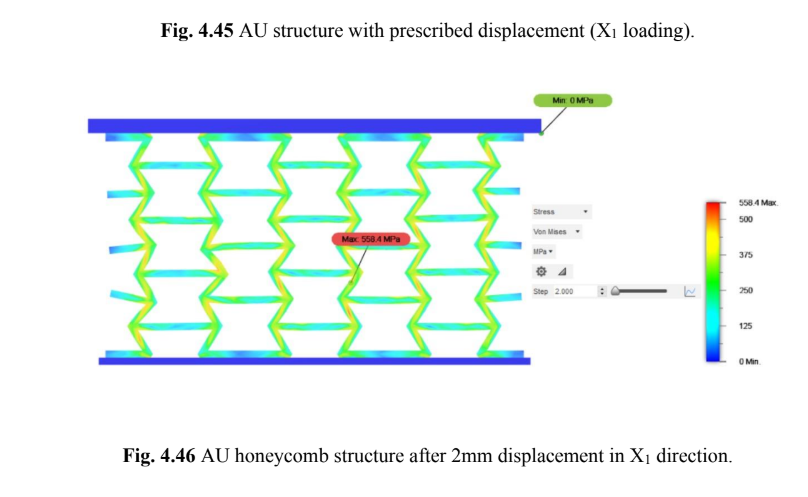 Fig. 4.45 AU structure with prescribed displacement (X₁ loading).
Min: 0 MPa
Stress
558.4 Max.
500
Von Mises
Max: 558.4 MPa
MPa
375
Step 2.000
250
125
0 Min.
Fig. 4.46 AU honeycomb structure after 2mm displacement in X₁ direction.